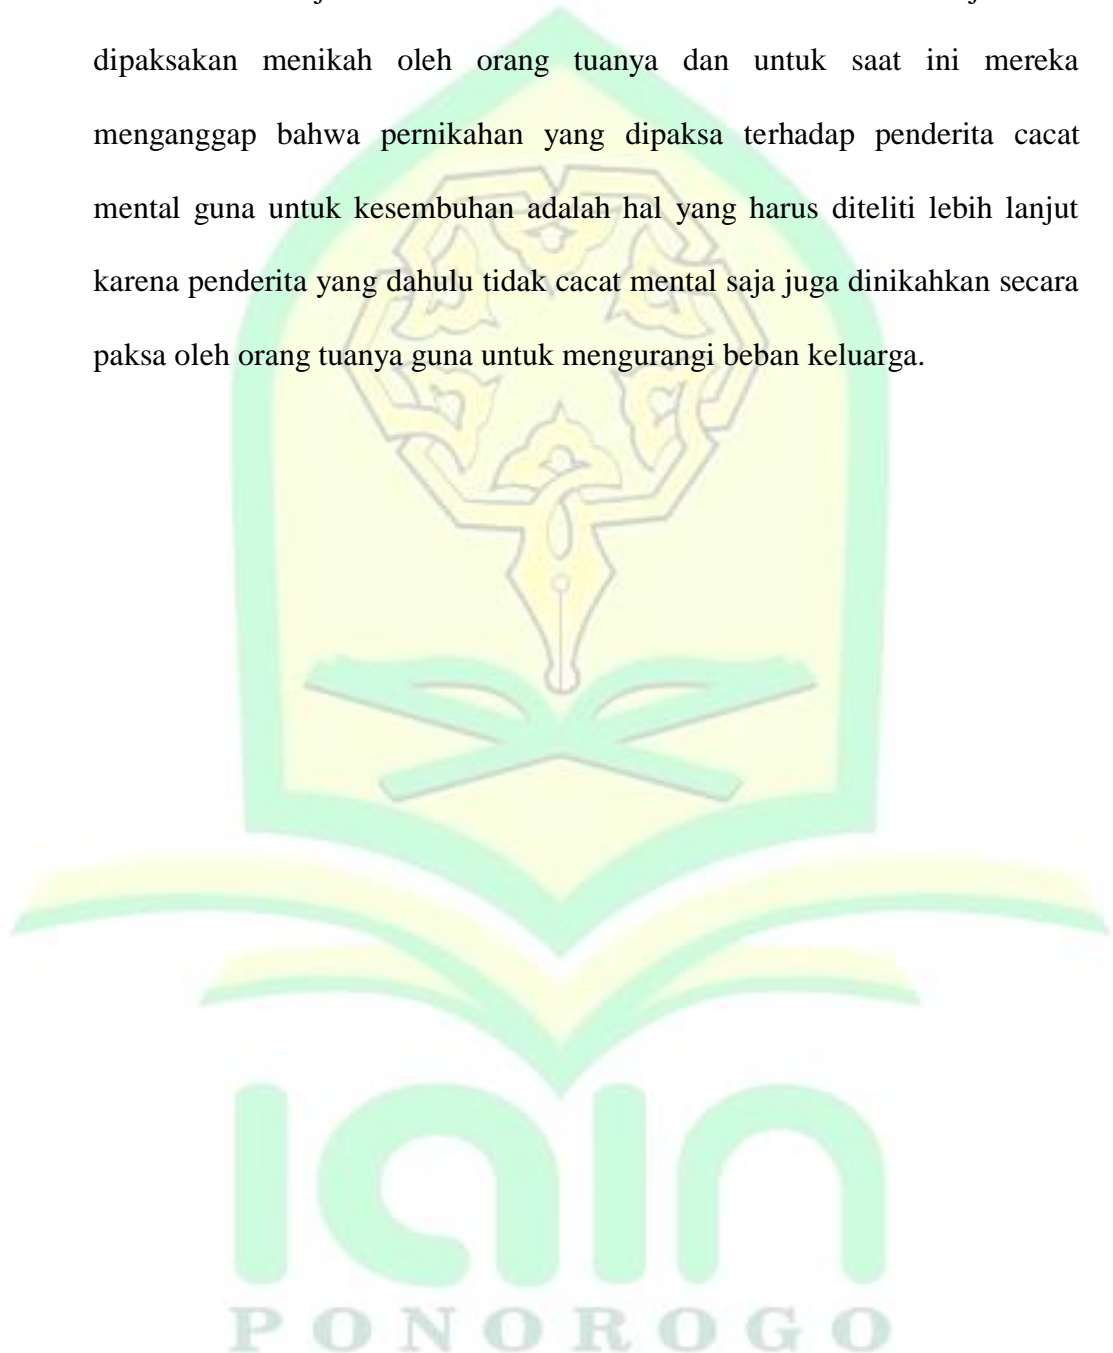 dipaksakan menikah oleh orang tuanya dan untuk saat ini mereka
menganggap bahwa pernikahan yang dipaksa terhadap penderita cacat
mental guna untuk kesembuhan adalah hal yang harus diteliti lebih lanjut
karena penderita yang dahulu tidak cacat mental saja juga dinikahkan secara
paksa oleh orang tuanya guna untuk mengurangi beban keluarga.
iain
PONOROGO